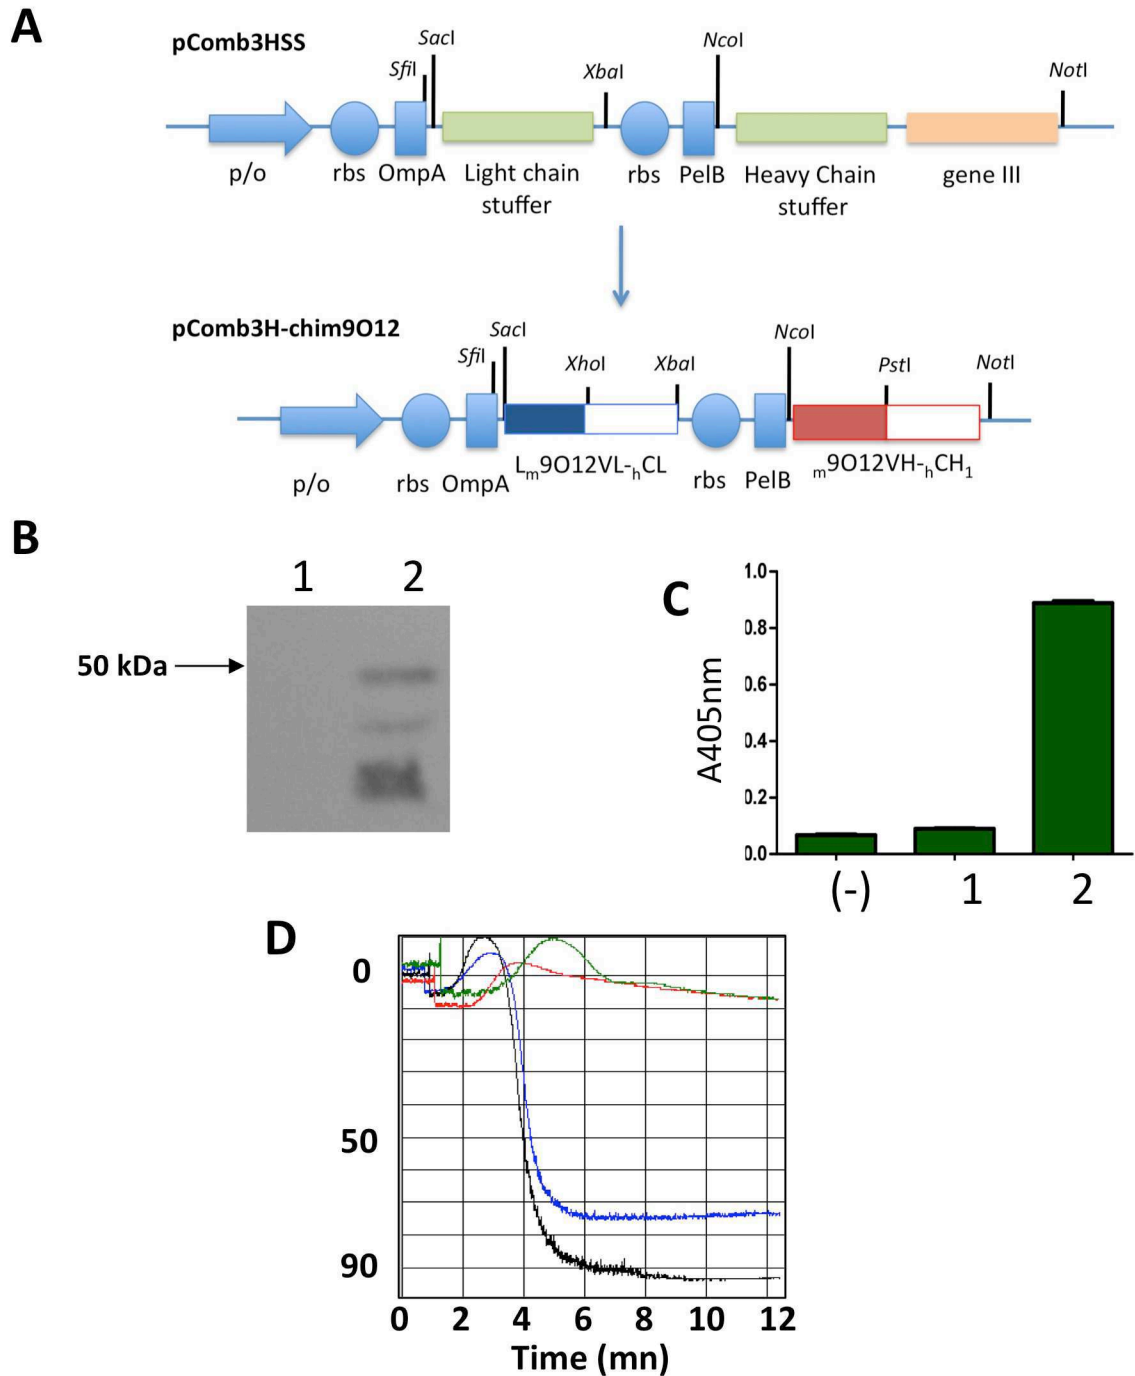 A
pComb3HSS
SfiI
SacI
XbaI
NcoI
NotI
p/o
rbs
OmpA
Light chain
stuffer
rbs
PelB
Heavy Chain
stuffer
gene III
pComb3H-chim9O12
SfiI
SacI
XhoI
XbaI
NcoI
PstI
NotI
p/o
rbs
OmpA
Lm9O12VL-hCL
rbs
PelB
m9O12VH-hCH1
B
1 2
50 kDa
C
A405nm
1.0
0.8
0.6
0.4
0.2
0.0
(-) 1 2
D
0
50
90
0 2 4 6 8 10 12
Time (mn)